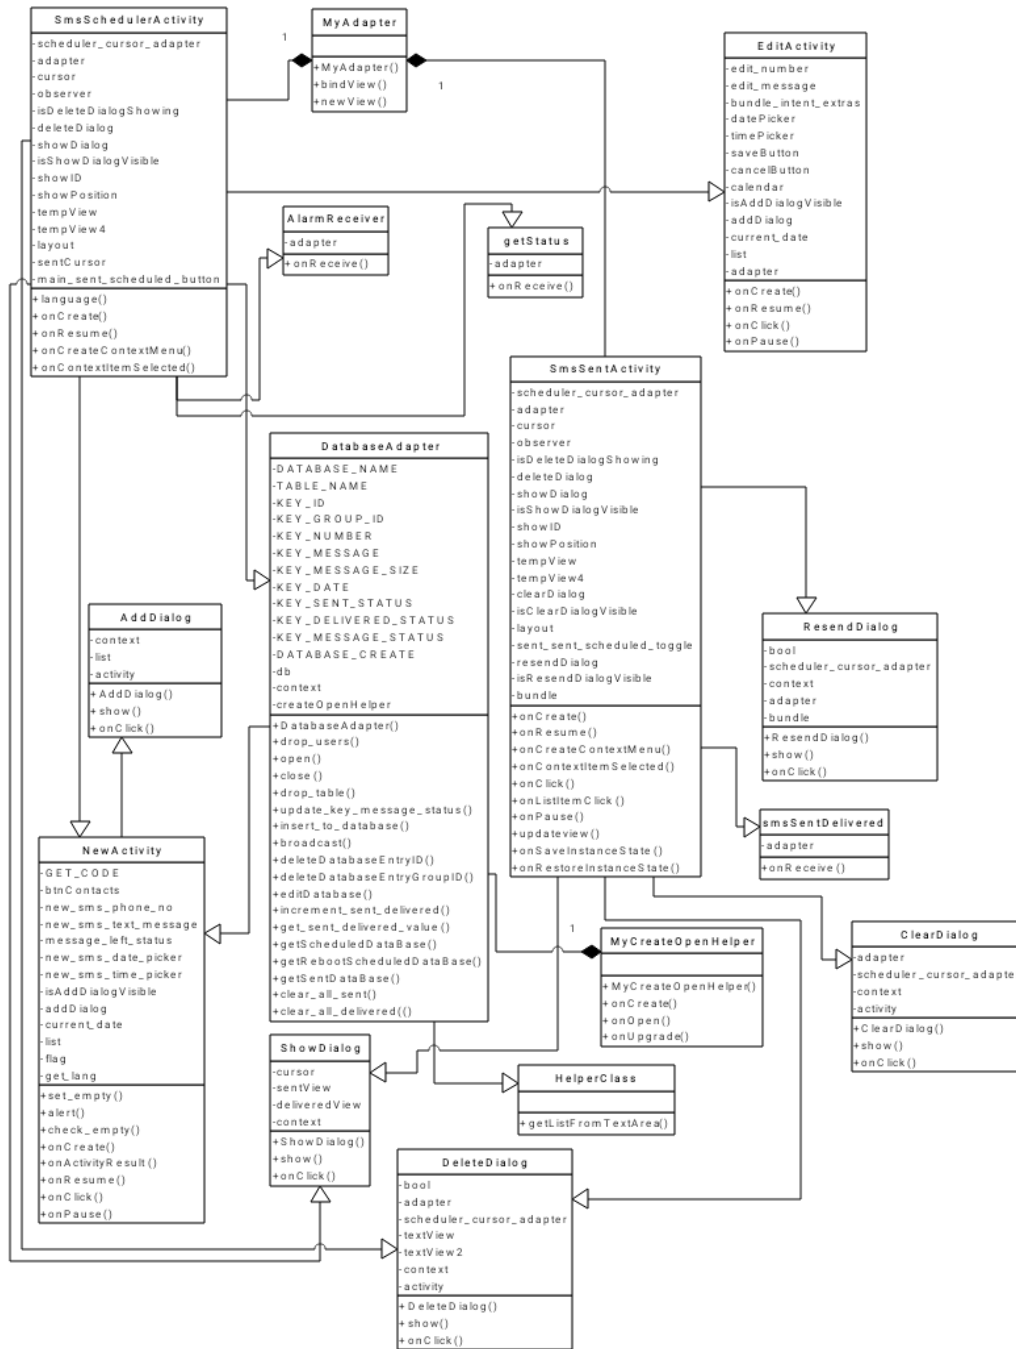 SmsSchedulerActivity
-scheduler_cursor_adapter
-adapter
-cursor
-observer
-isDeleteDialogShowing
-deleteDialog
-showDialog
-isShowDialogVisible
-showID
-showPosition
-tempView
-tempView4
-layout
-sentCursor
-main_sent_scheduled_button
+language()
+onCreate()
+onResume()
+onCreateContextMenu()
+onContextItemSelected()
1
MyAdapter
+MyAdapter()
+bindView()
+newView()
1
EditActivity
-edit_number
-edit_message
-bundle_intent_extras
-datePicker
-timePicker
-saveButton
-cancelButton
-calendar
-isAddDialogVisible
-addDialog
-current_date
-list
-adapter
+onCreate()
+onResume()
+onClick()
+onPause()
AlarmReceiver
-adapter
+onReceive()
getStatus
-adapter
+onReceive()
SmsSentActivity
-scheduler_cursor_adapter
-adapter
-cursor
-observer
-isDeleteDialogShowing
-deleteDialog
-showDialog
-isShowDialogVisible
-showID
-showPosition
-tempView
-tempView4
-clearDialog
-isClearDialogVisible
-layout
-sent_sent_scheduled_toggle
-resendDialog
-isResendDialogVisible
-bundle
+onCreate()
+onResume()
+onCreateContextMenu()
+onContextItemSelected()
+onClick()
+onListItemClick()
+onPause()
+updateview()
+onSaveInstanceState()
+onRestoreInstanceState()
DatabaseAdapter
-DATABASE_NAME
-TABLE_NAME
-KEY_ID
-KEY_GROUP_ID
-KEY_NUMBER
-KEY_MESSAGE
-KEY_MESSAGE_SIZE
-KEY_DATE
-KEY_SENT_STATUS
-KEY_DELIVERED_STATUS
-KEY_MESSAGE_STATUS
-DATABASE_CREATE
-db
-context
-createOpenHelper
+DatabaseAdapter()
+drop_users()
+open()
+close()
+drop_table()
+update_key_message_status()
+insert_to_database()
+broadcast()
+deleteDatabaseEntryID()
+deleteDatabaseEntryGroupID()
+editDatabase()
+increment_sent_delivered()
+get_sent_delivered_value()
+getScheduledDataBase()
+getRebootScheduledDataBase()
+getSentDataBase()
+clear_all_sent()
+clear_all_delivered(()
AddDialog
-context
-list
-activity
+AddDialog()
+show()
+onClick()
ResendDialog
-bool
-scheduler_cursor_adapter
-context
-adapter
-bundle
+ResendDialog()
+show()
+onClick()
smsSentDelivered
-adapter
+onReceive()
NewActivity
-GET_CODE
-btnContacts
-new_sms_phone_no
-new_sms_text_message
-message_left_status
-new_sms_date_picker
-new_sms_time_picker
-isAddDialogVisible
-addDialog
-current_date
-list
-flag
-get_lang
+set_empty()
+alert()
+check_empty()
+onCreate()
+onActivityResult()
+onResume()
+onClick()
+onPause()
1
MyCreateOpenHelper
+MyCreateOpenHelper()
+onCreate()
+onOpen()
+onUpgrade()
ClearDialog
-adapter
-scheduler_cursor_adapte
-context
-activity
+ClearDialog()
+show()
+onClick()
ShowDialog
-cursor
-sentView
-deliveredView
-context
+ShowDialog()
+show()
+onClick()
HelperClass
+getListFromTextArea()
DeleteDialog
-bool
-adapter
-scheduler_cursor_adapter
-textView
-textView2
-context
-activity
+DeleteDialog()
+show()
+onClick()